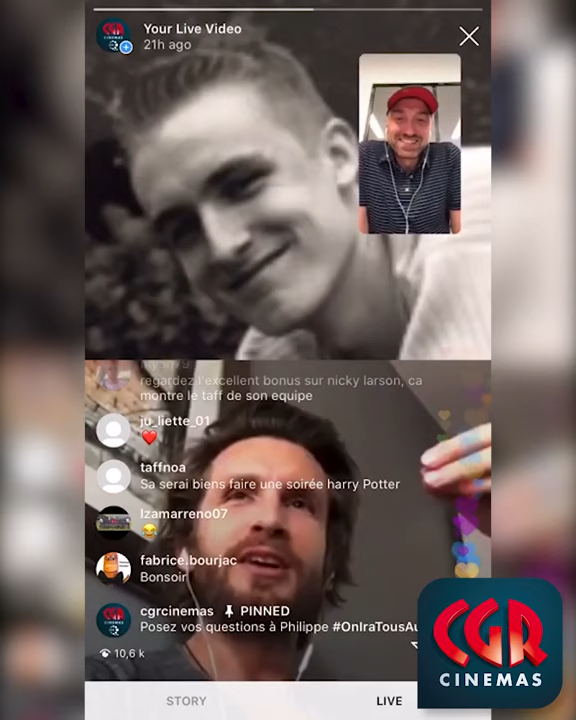 CGR
CINEMAS
Your Live Video
21h ago
regardez l'excellent bonus sur nicky larson, ca
montre le taff de son equipe
ju_liette_01
❤️
taffnoa
Sa serai biens faire une soirée harry Potter
lzamarreno07
😂
fabrice.bourjac
Bonsoir
cgrcinemas PINNED
Posez vos questions à Philippe #OnIraTousAu
10,6 k
STORY LIVE
CGR
CINEMAS